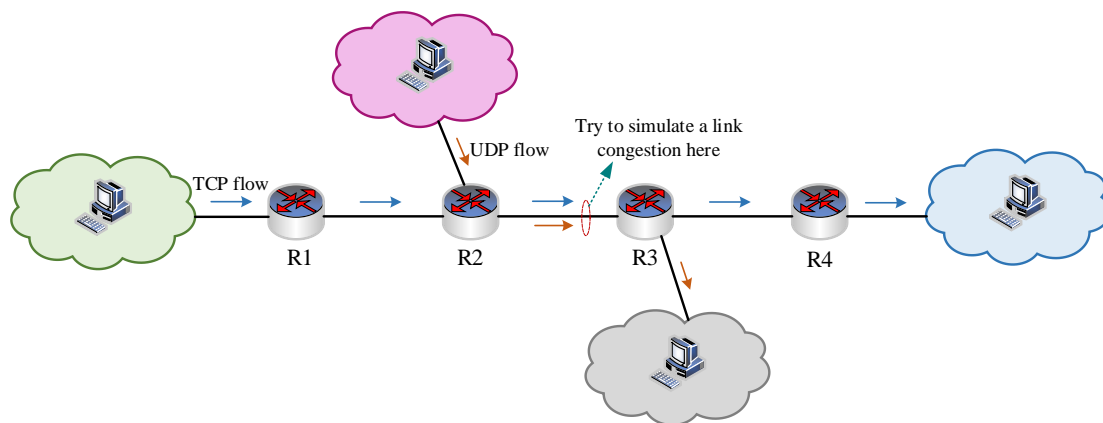 Try to simulate a link
congestion here
UDP flow
TCP flow
R1
R2
R3
R4